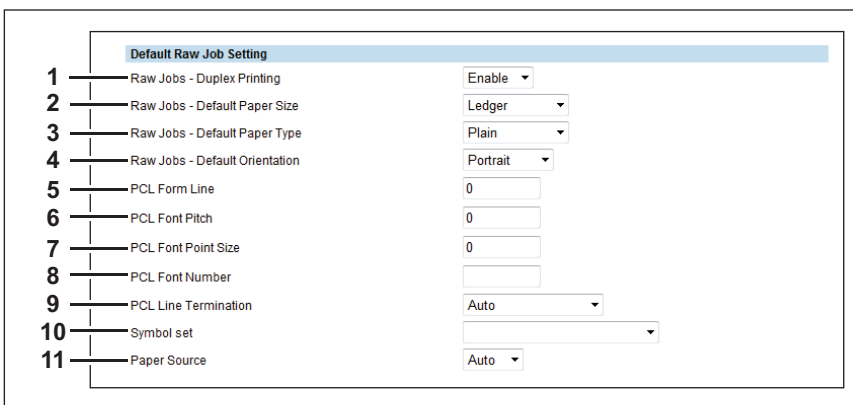 Default Raw Job Setting
1 Raw Jobs - Duplex Printing Enable
2 Raw Jobs - Default Paper Size Ledger
3 Raw Jobs - Default Paper Type Plain
4 Raw Jobs - Default Orientation Portrait
5 PCL Form Line 0
6 PCL Font Pitch 0
7 PCL Font Point Size 0
8 PCL Font Number
9 PCL Line Termination Auto
10 Symbol set
11 Paper Source Auto